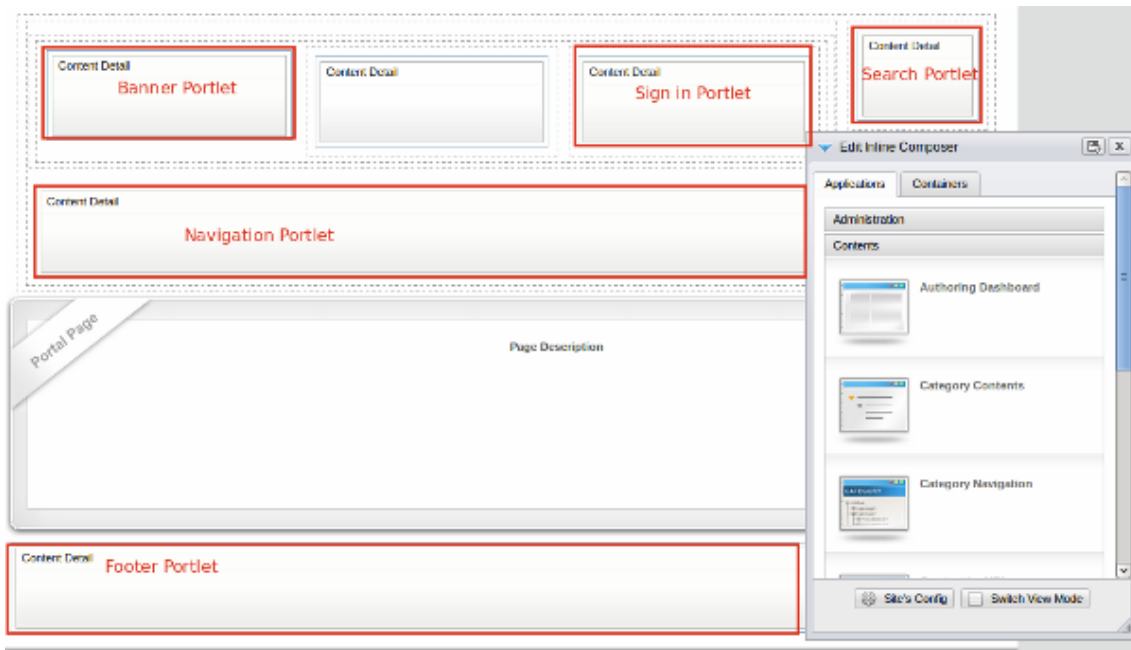 Content Detail
Banner Portlet
Content Detail
Content Detail
Sign in Portlet
Content Detail
Search Portlet
Content Detail
Navigation Portlet
Portal Page
Page Description
Content Detail
Footer Portlet
Edit Inline Composer
Applications
Containers
Administration
Contents
Authoring Dashboard
Category Contents
Category Navigation
Site's Config
Switch View Mode